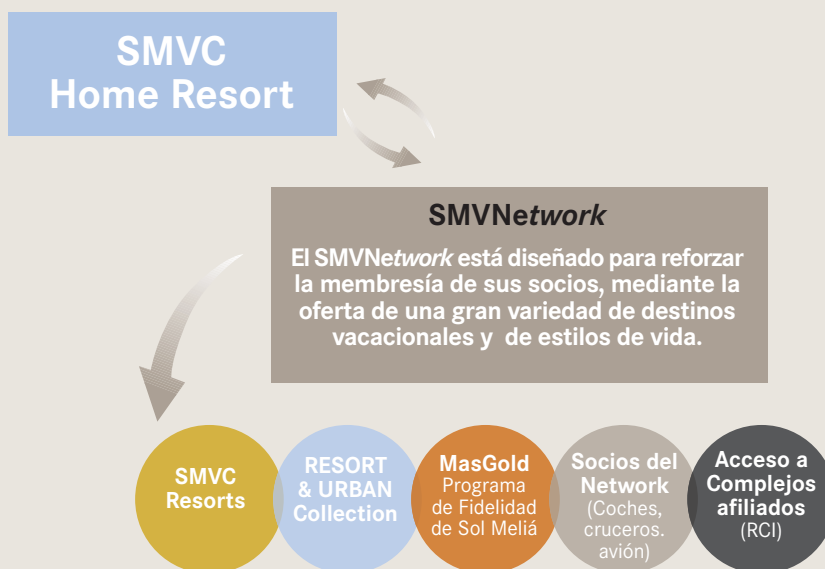 SMVC
Home Resort
SMVNetwork
El SMVNetwork está diseñado para reforzar
la membresía de sus socios, mediante la
oferta de una gran variedad de destinos
vacacionales y  de estilos de vida.
SMVC
Resorts
RESORT
& URBAN
Collection
MasGold
Programa
de Fidelidad
de Sol Meliá
Socios del
Network
(Coches,
cruceros.
avión)
Acceso a
Complejos
afiliados
(RCI)